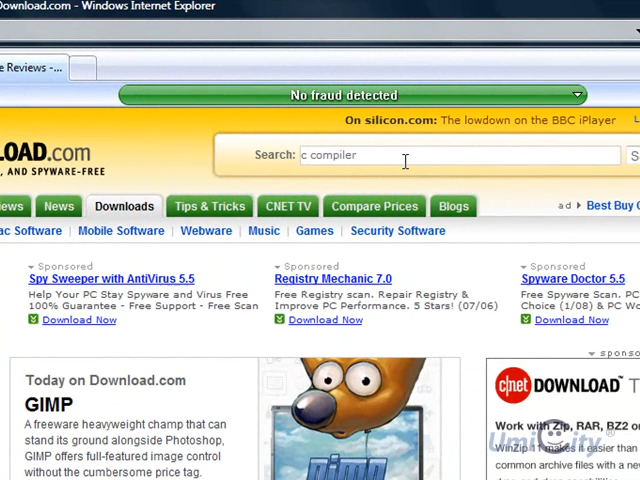 Download.com - Windows Internet Explorer
e Reviews -...
No fraud detected
On silicon.com: The lowdown on the BBC iPlayer
LOAD.com
Search: c compiler
, AND SPYWARE-FREE
iews News Downloads Tips & Tricks CNET TV Compare Prices Blogs ad Best Buy
ac Software Mobile Software Webware Music Games Security Software
Sponsored Sponsored Sponsored
Spy Sweeper with AntiVirus 5.5 Registry Mechanic 7.0 Spyware Doctor 5.5
Help Your PC Stay Spyware and Virus Free Free Registry scan. Repair Registry & Free Spyware Scan.
100% Guarantee - Free Support - Free Scan Improve PC Performance. 5 Stars! (07/06) Choice (1/08) & PC W
Download Now Download Now Download Now
sponso
Today on Download.com
GIMP
A freeware heavyweight champ that can
stand its ground alongside Photoshop,
GIMP offers full-featured image control
without the cumbersome price tag.
gimp
c|net DOWNLOAD T
Work with Zip, RAR, BZ2 o
WinZip 11 makes it easier than
common archive files with a ne
UmiCity